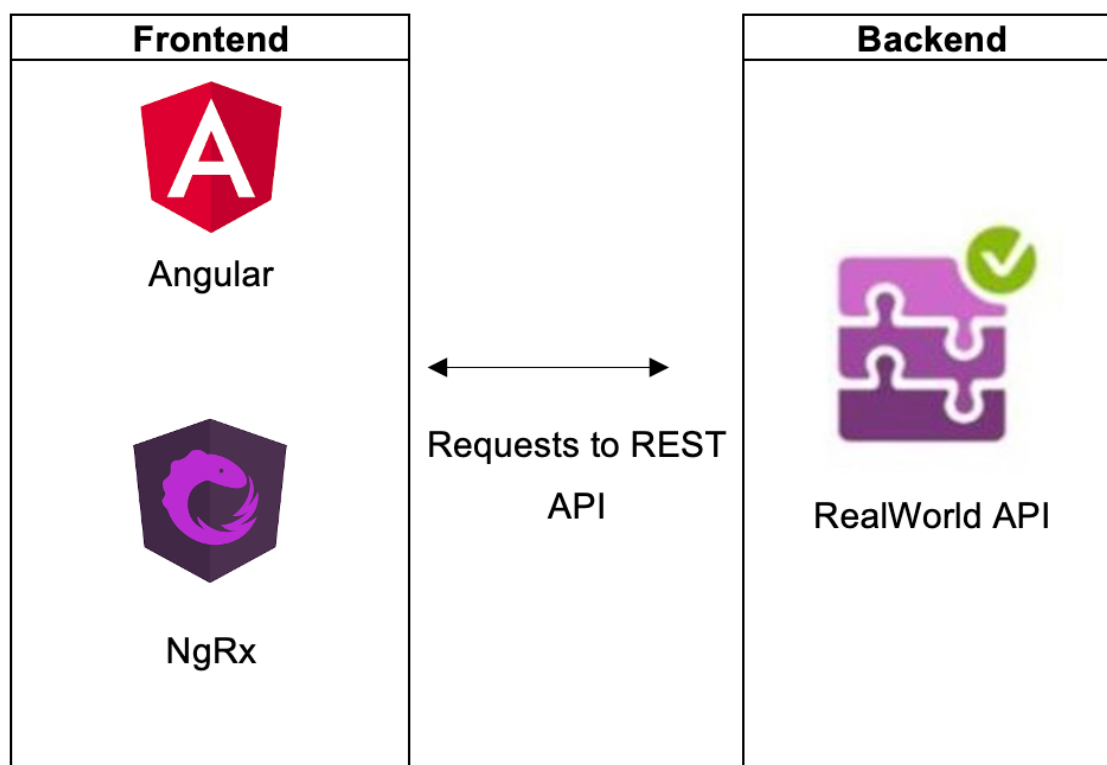 Frontend
Angular
NgRx
Requests to REST
API
Backend
RealWorld API